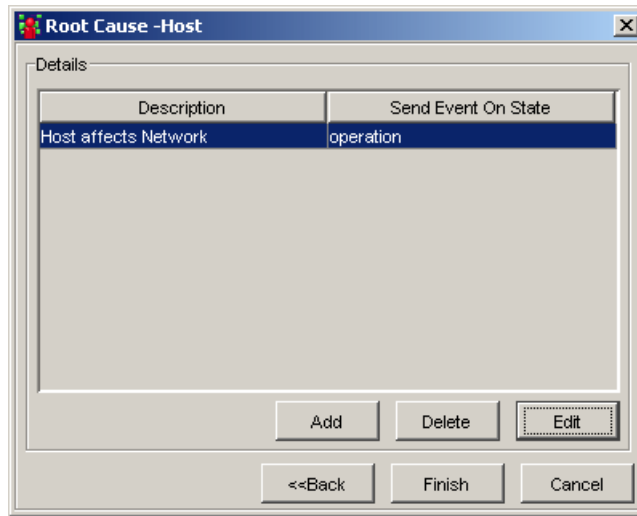 Root Cause -Host
Details
Description Send Event On State
Host affects Network operation
Add Delete Edit
<<Back Finish Cancel